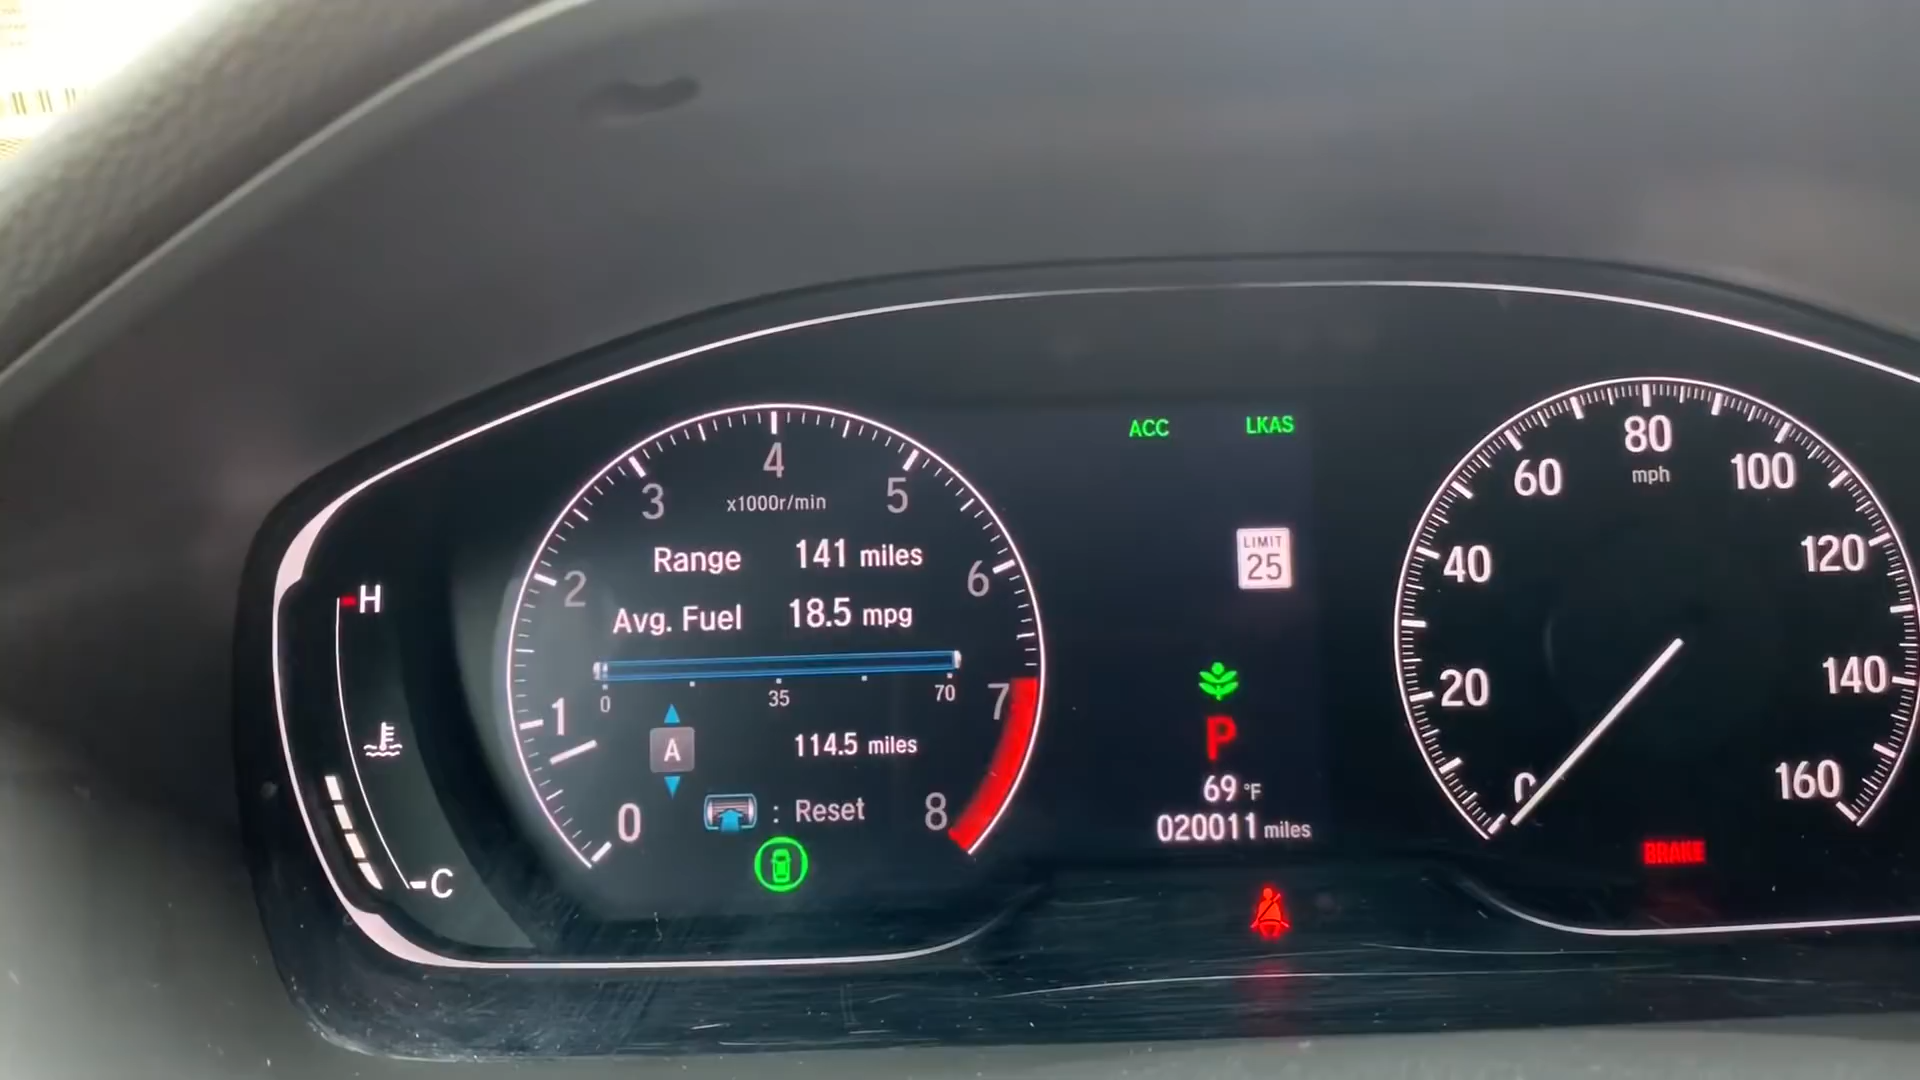 ACC LKAS
LIMIT
25
0 1 2 3 4 5 6 7 8
x1000r/min
Range 141 miles
Avg. Fuel 18.5 mpg
0 35 70
A 114.5 miles
: Reset
H
C
P
69 °F
020011 miles
0 20 40 60 80 100 120 140 160
mph
BRAKE